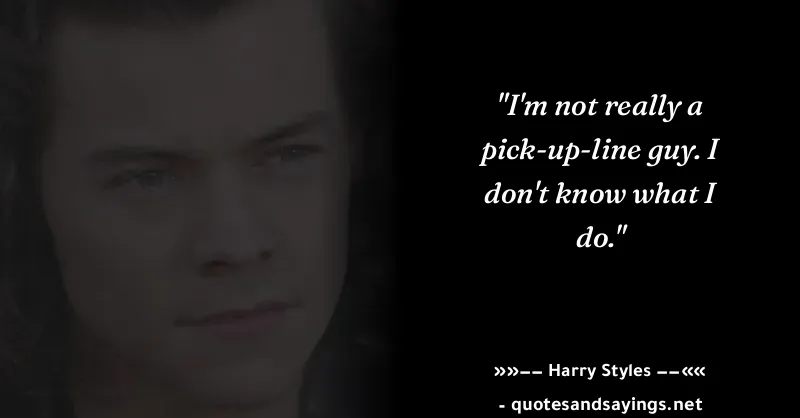 "I'm not really a
pick-up-line guy. I
don't know what I
do."
»»−− Harry Styles −−««
- quotesandsayings.net